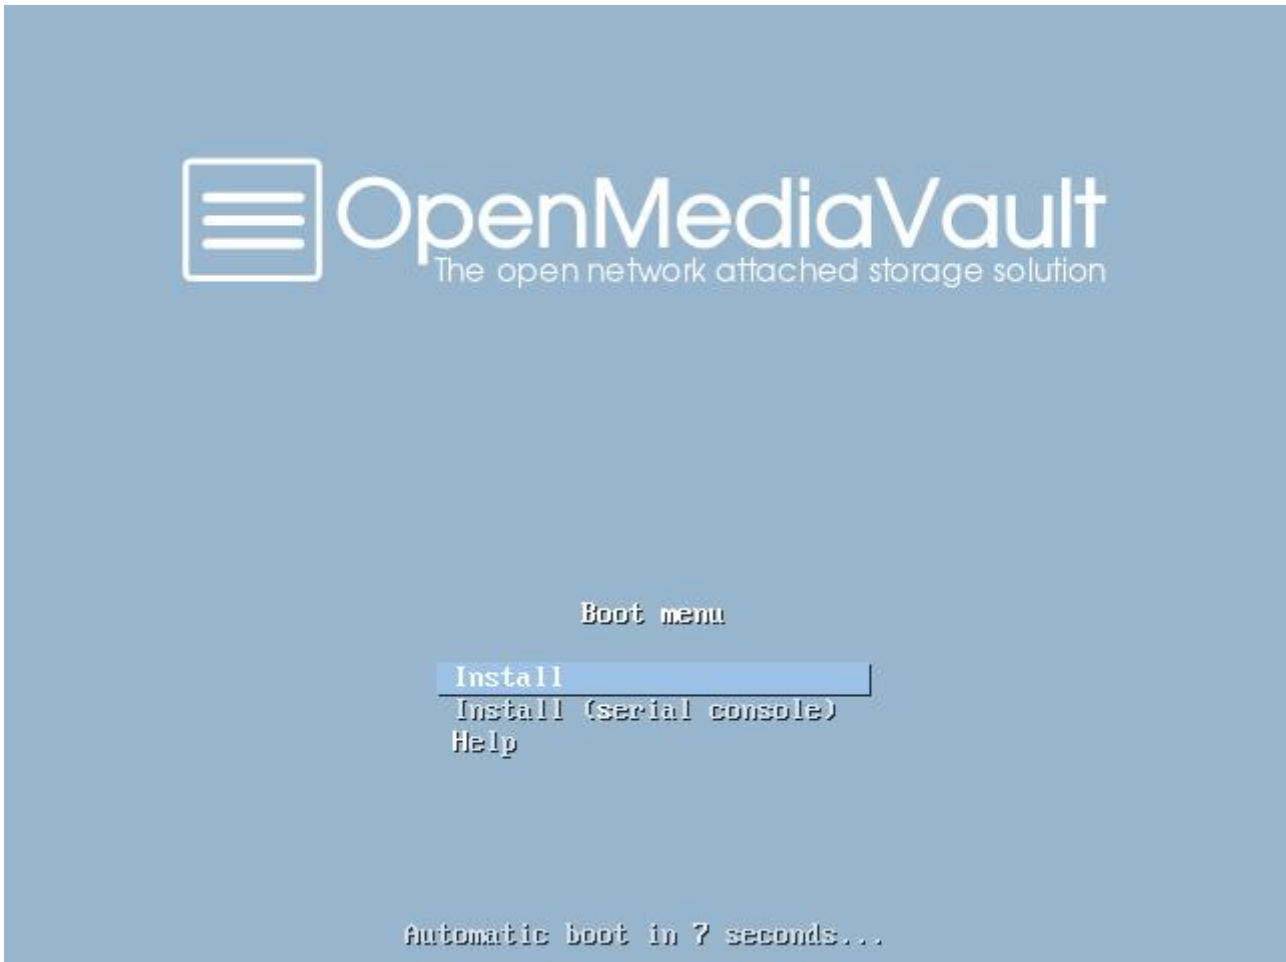 OpenMediaVault
The open network attached storage solution
Boot menu
Install
Install (serial console)
Help
Automatic boot in 7 seconds...